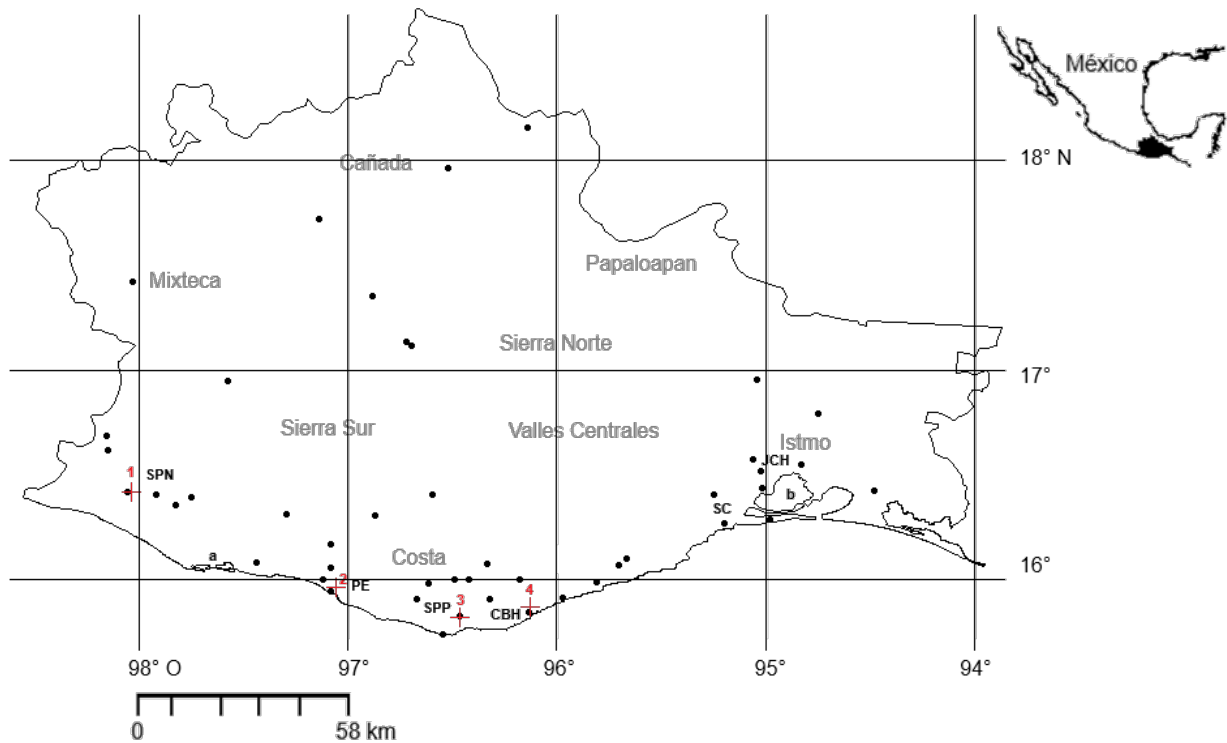 México
18° N
Cañada
Papaloapan
Mixteca
Sierra Norte
17°
Sierra Sur
Valles Centrales
Istmo
JCH
SPN
1
b
SC
a
Costa
16°
2
PE
3
4
SPP
CBH
98° O
97°
96°
95°
94°
0
58 km